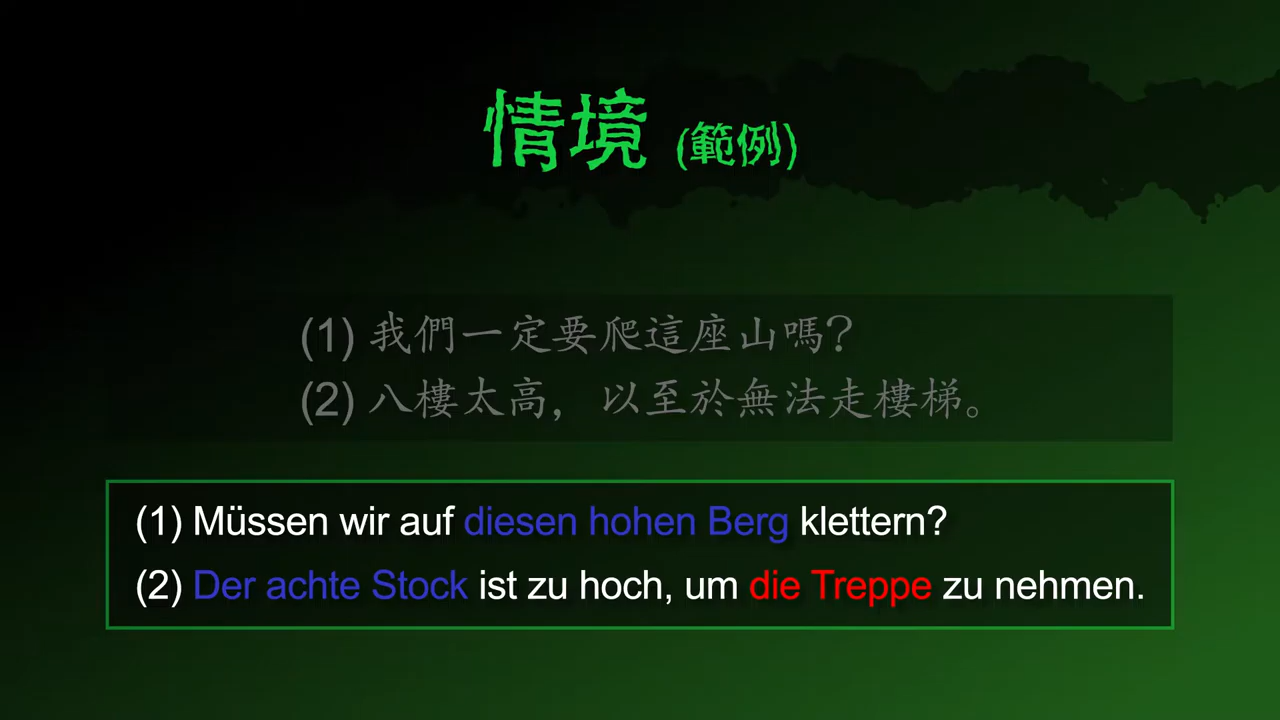 情境 (範例)
(1) 我們一定要爬這座山嗎?
(2) 八樓太高，以至於無法走樓梯。
(1) Müssen wir auf diesen hohen Berg klettern?
(2) Der achte Stock ist zu hoch, um die Treppe zu nehmen.